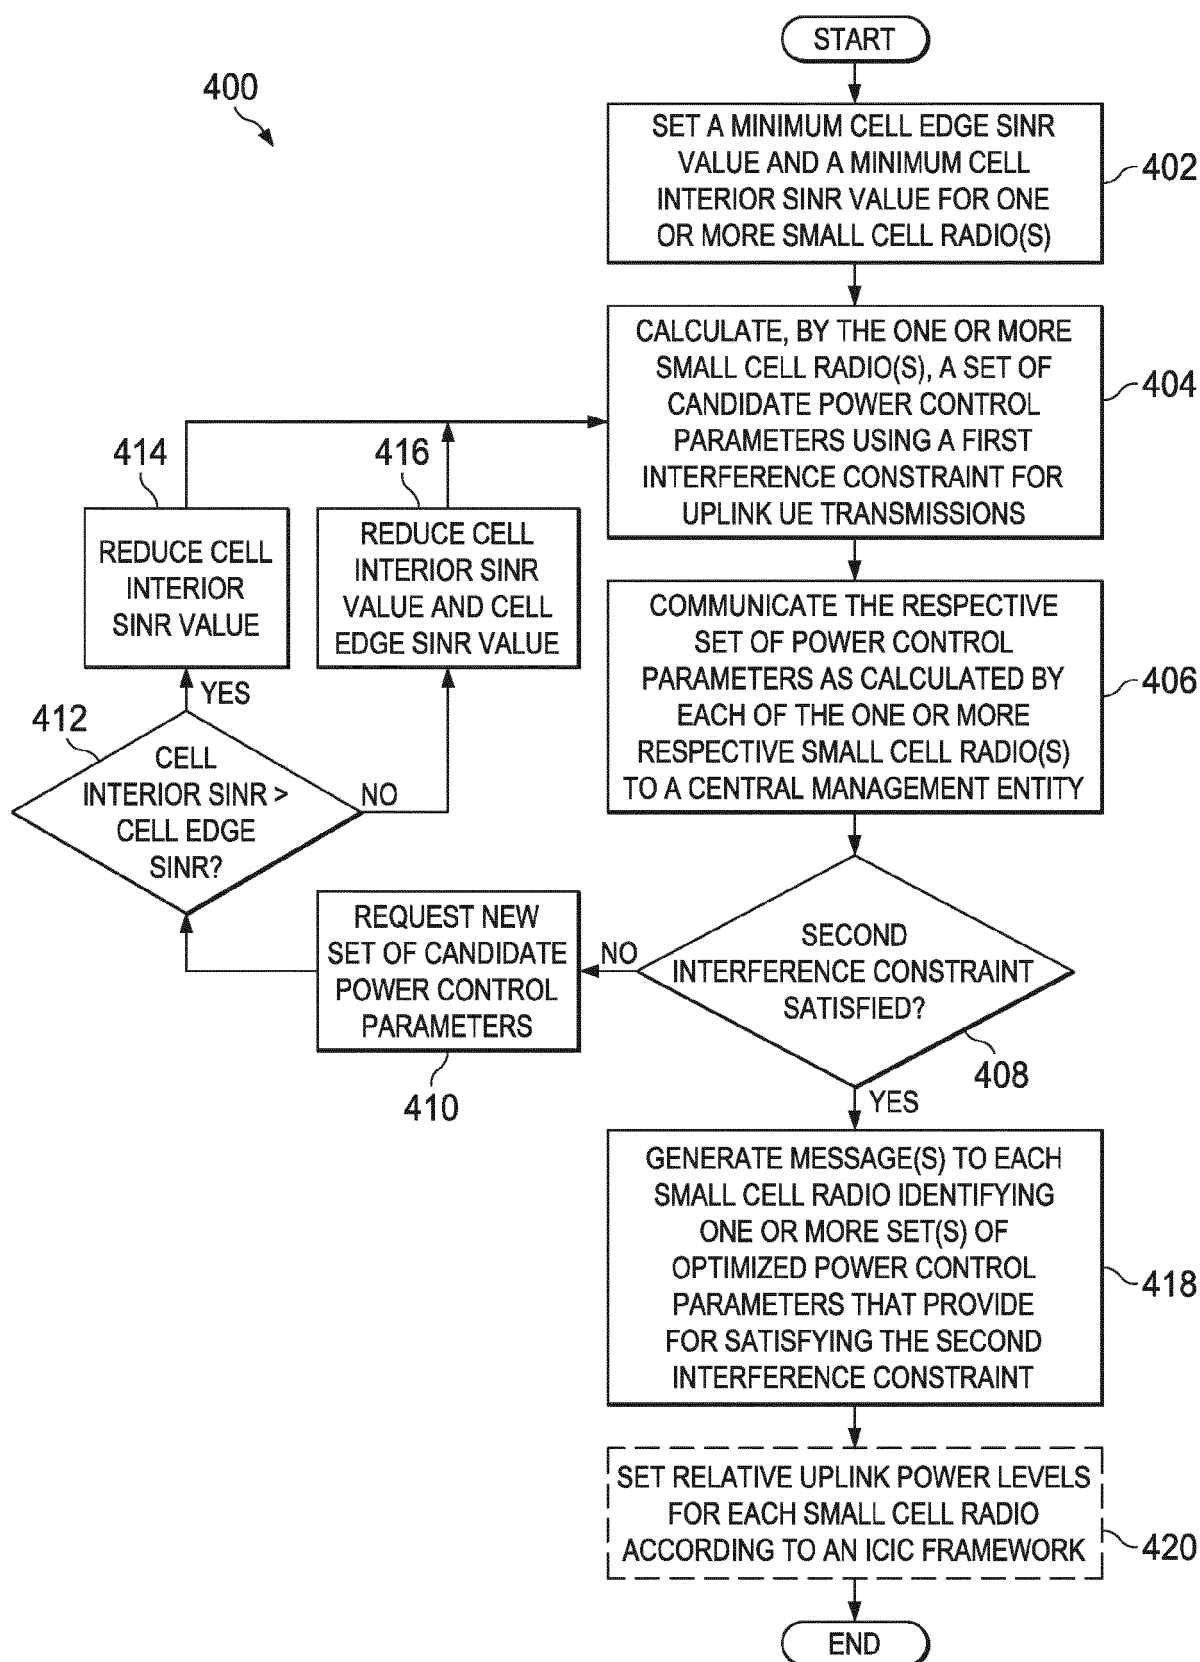 START
400
SET A MINIMUM CELL EDGE SINR
VALUE AND A MINIMUM CELL
INTERIOR SINR VALUE FOR ONE
OR MORE SMALL CELL RADIO(S)
402
CALCULATE, BY THE ONE OR MORE
SMALL CELL RADIO(S), A SET OF
CANDIDATE POWER CONTROL
PARAMETERS USING A FIRST
INTERFERENCE CONSTRAINT FOR
UPLINK UE TRANSMISSIONS
404
414
REDUCE CELL
INTERIOR
SINR VALUE
416
REDUCE CELL
INTERIOR SINR
VALUE AND CELL
EDGE SINR VALUE
COMMUNICATE THE RESPECTIVE
SET OF POWER CONTROL
PARAMETERS AS CALCULATED BY
EACH OF THE ONE OR MORE
RESPECTIVE SMALL CELL RADIO(S)
TO A CENTRAL MANAGEMENT ENTITY
406
YES
412
CELL
INTERIOR SINR >
CELL EDGE
SINR?
NO
REQUEST NEW
SET OF CANDIDATE
POWER CONTROL
PARAMETERS
410
NO
SECOND
INTERFERENCE CONSTRAINT
SATISFIED?
408
YES
GENERATE MESSAGE(S) TO EACH
SMALL CELL RADIO IDENTIFYING
ONE OR MORE SET(S) OF
OPTIMIZED POWER CONTROL
PARAMETERS THAT PROVIDE
FOR SATISFYING THE SECOND
INTERFERENCE CONSTRAINT
418
SET RELATIVE UPLINK POWER LEVELS
FOR EACH SMALL CELL RADIO
ACCORDING TO AN ICIC FRAMEWORK
420
END